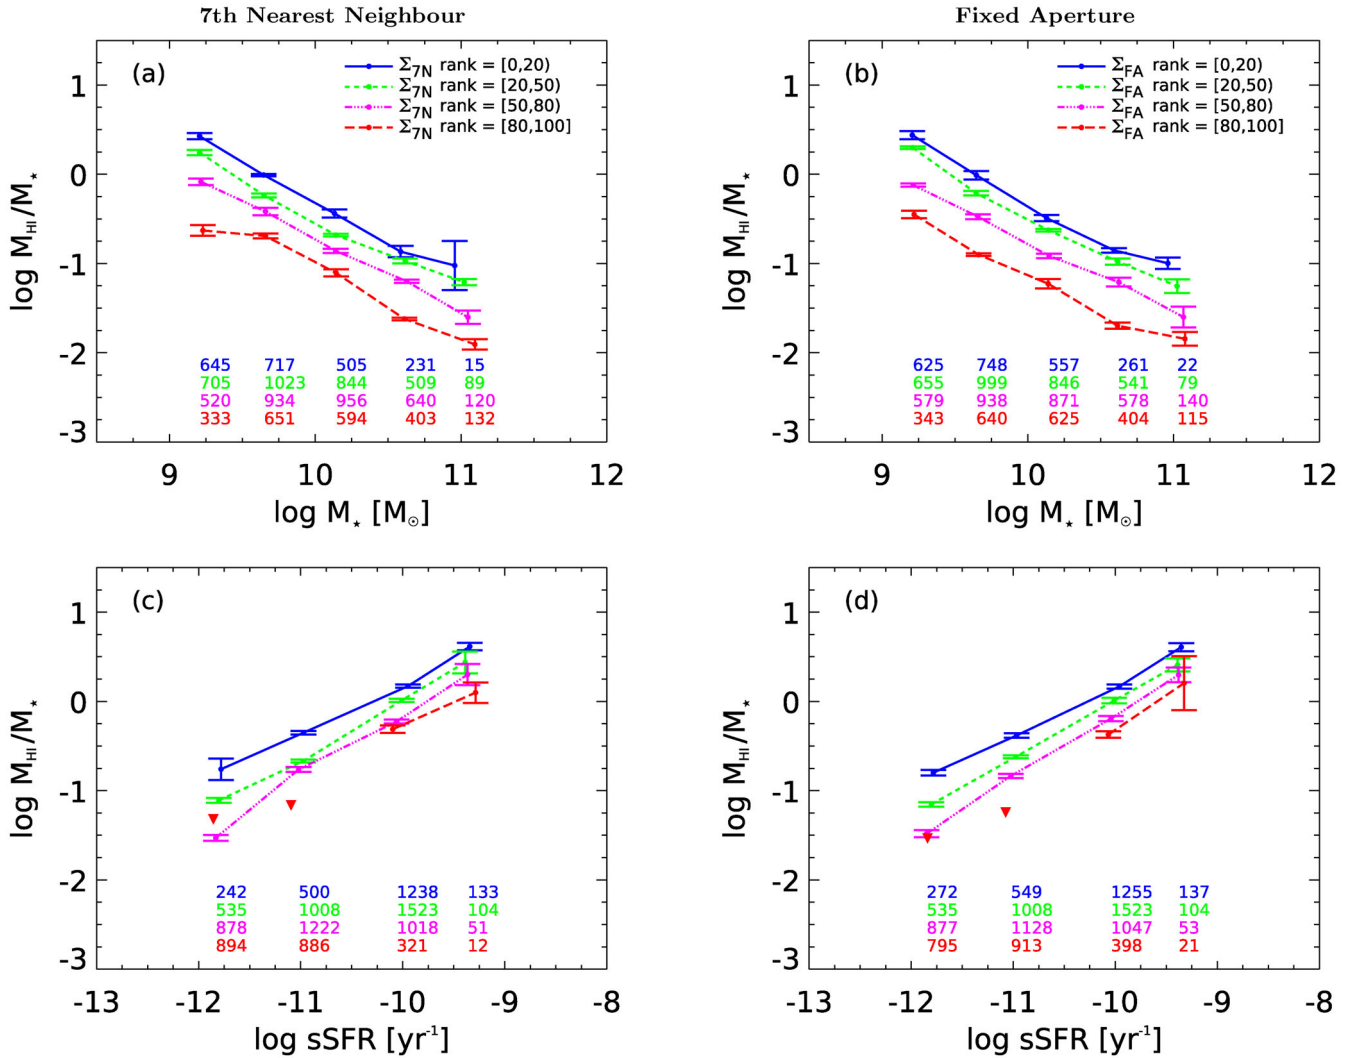 7th Nearest Neighbour
Fixed Aperture
(a)
Σ7N rank = [0,20)
Σ7N rank = [20,50)
Σ7N rank = [50,80)
Σ7N rank = [80,100]
log MHI/M⋆
1
0
-1
-2
-3
645 717 505 231 15
705 1023 844 509 89
520 934 956 640 120
333 651 594 403 132
9 10 11 12
log M⋆ [M⊙]
(b)
ΣFA rank = [0,20)
ΣFA rank = [20,50)
ΣFA rank = [50,80)
ΣFA rank = [80,100]
log MHI/M⋆
1
0
-1
-2
-3
625 748 557 261 22
655 999 846 541 79
579 938 871 578 140
343 640 625 404 115
9 10 11 12
log M⋆ [M⊙]
(c)
log MHI/M⋆
1
0
-1
-2
-3
242 500 1238 133
535 1008 1523 104
878 1222 1018 51
894 886 321 12
-13 -12 -11 -10 -9 -8
log sSFR [yr-1]
(d)
log MHI/M⋆
1
0
-1
-2
-3
272 549 1255 137
535 1008 1523 104
877 1128 1047 53
795 913 398 21
-13 -12 -11 -10 -9 -8
log sSFR [yr-1]